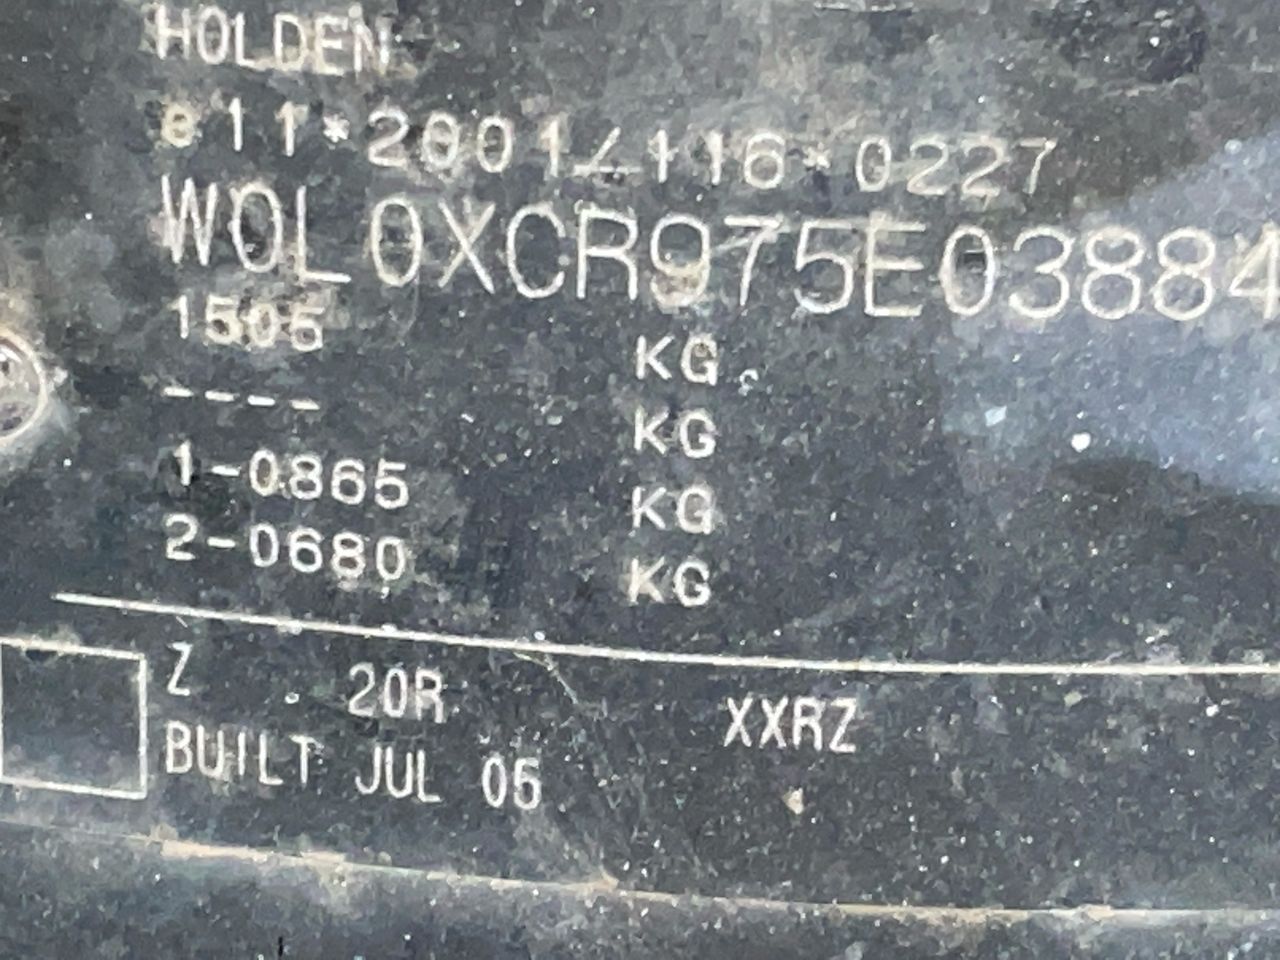 HOLDEN
e11*2001/116*0227
W0L0XCR975E03884
1505 KG
---- KG
1-0865 KG
2-0680 KG
Z 20R XXRZ
BUILT JUL 05